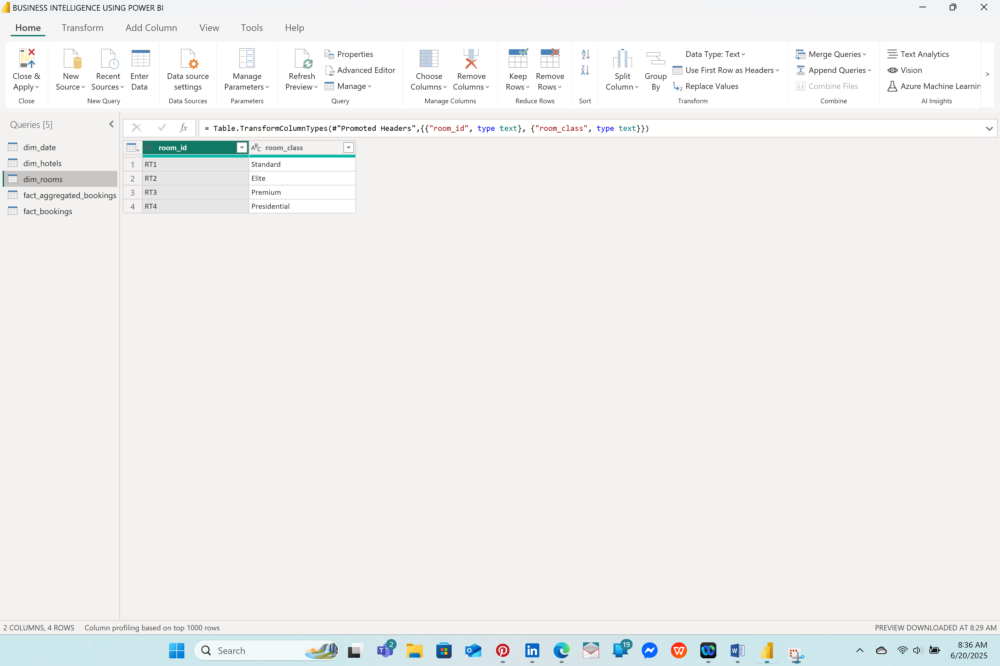 BUSINESS INTELLIGENCE USING POWER BI
Home Transform Add Column View Tools Help
Close & Apply
Close
New Source
Recent Sources
Enter Data
New Query
Data source settings
Data Sources
Manage Parameters
Parameters
Refresh Preview
Properties
Advanced Editor
Manage
Query
Choose Columns
Remove Columns
Manage Columns
Keep Rows
Remove Rows
Reduce Rows
Sort
Split Column
Group By
Data Type: Text
Use First Row as Headers
Replace Values
Transform
Merge Queries
Append Queries
Combine Files
Combine
Text Analytics
Vision
Azure Machine Learnin
AI Insights
Queries [5]
dim_date
dim_hotels
dim_rooms
fact_aggregated_bookings
fact_bookings
fx
= Table.TransformColumnTypes(#"Promoted Headers",{{"room_id", type text}, {"room_class", type text}})
ABC room_id ABC room_class
1 RT1 Standard
2 RT2 Elite
3 RT3 Premium
4 RT4 Presidential
2 COLUMNS, 4 ROWS Column profiling based on top 1000 rows PREVIEW DOWNLOADED AT 8:29 AM
Search
2
19
8:36 AM
6/20/2025